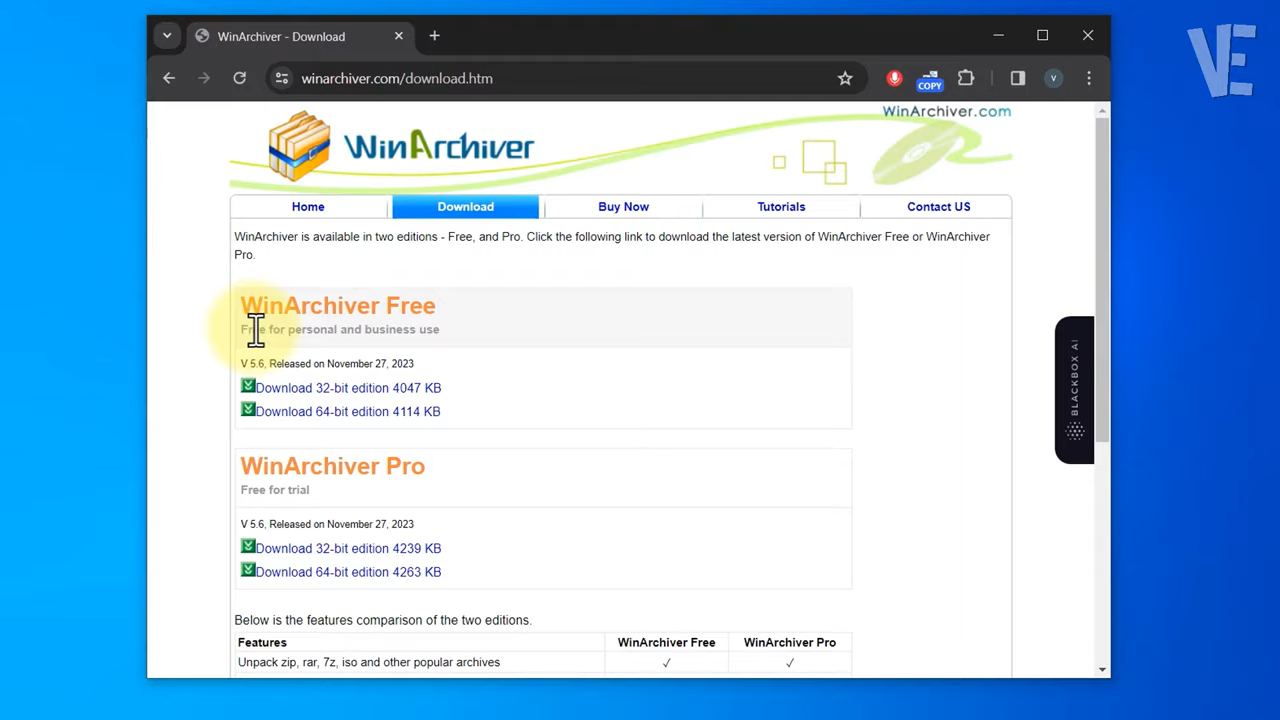 WinArchiver - Download
winarchiver.com/download.htm
COPY
V
VE
WinArchiver.com
WinArchiver
Home
Download
Buy Now
Tutorials
Contact US
WinArchiver is available in two editions - Free, and Pro. Click the following link to download the latest version of WinArchiver Free or WinArchiver
Pro.
WinArchiver Free
Free for personal and business use
V 5.6, Released on November 27, 2023
Download 32-bit edition 4047 KB
Download 64-bit edition 4114 KB
BLACKBOX AI
WinArchiver Pro
Free for trial
V 5.6, Released on November 27, 2023
Download 32-bit edition 4239 KB
Download 64-bit edition 4263 KB
Below is the features comparison of the two editions.
Features WinArchiver Free WinArchiver Pro
Unpack zip, rar, 7z, iso and other popular archives ✓ ✓